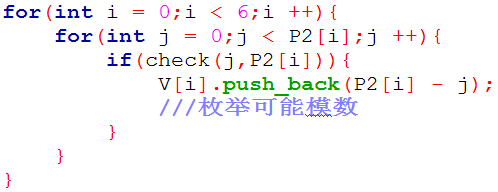 for(int i = 0;i < 6;i ++){
    for(int j = 0;j < P2[i];j ++){
        if(check(j,P2[i])){
            V[i].push_back(P2[i] - j);
            ///枚举可能模数
        }
    }
}